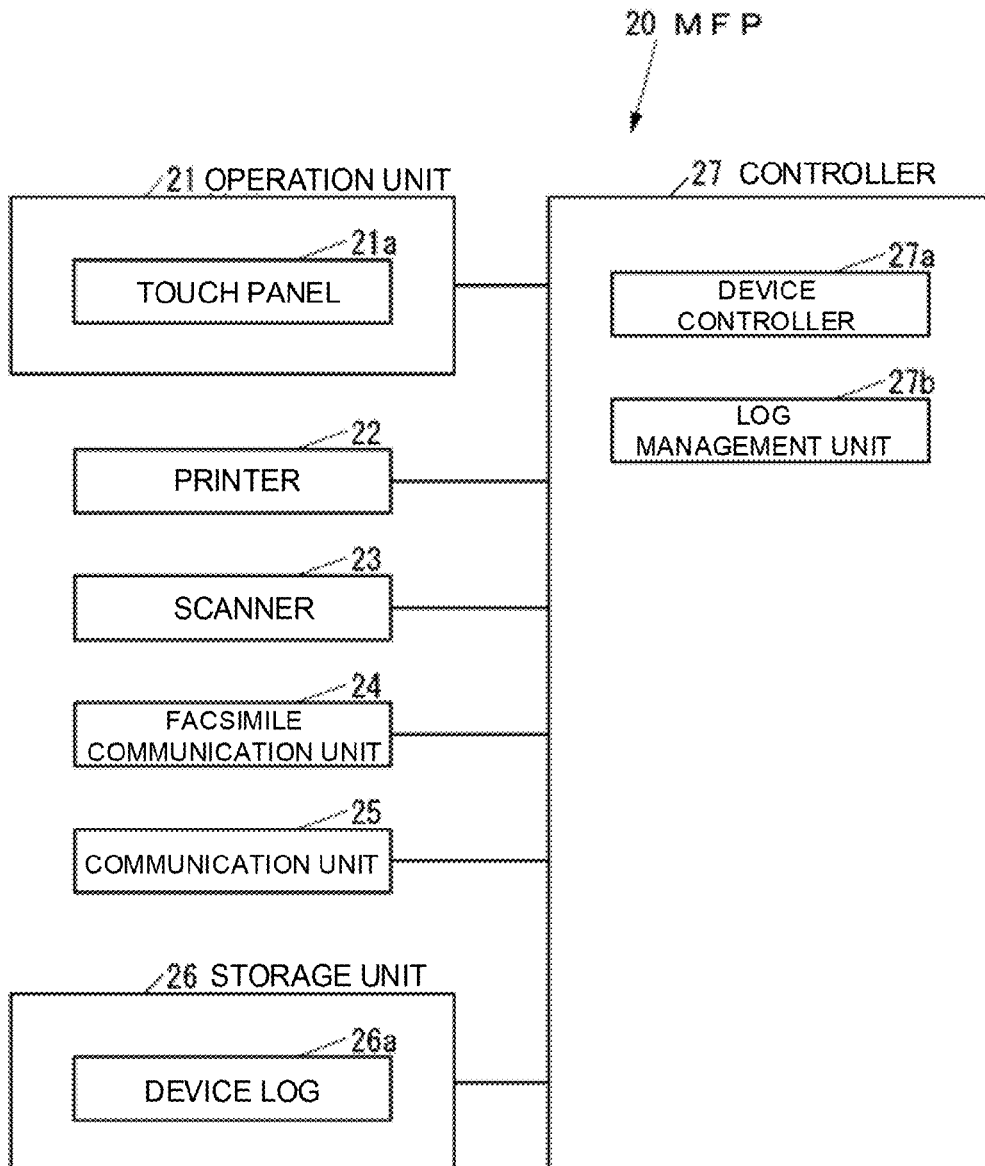 20 MFP
21 OPERATION UNIT
21a
TOUCH PANEL
22
PRINTER
23
SCANNER
24
FACSIMILE
COMMUNICATION UNIT
25
COMMUNICATION UNIT
26 STORAGE UNIT
26a
DEVICE LOG
27 CONTROLLER
27a
DEVICE
CONTROLLER
27b
LOG
MANAGEMENT UNIT